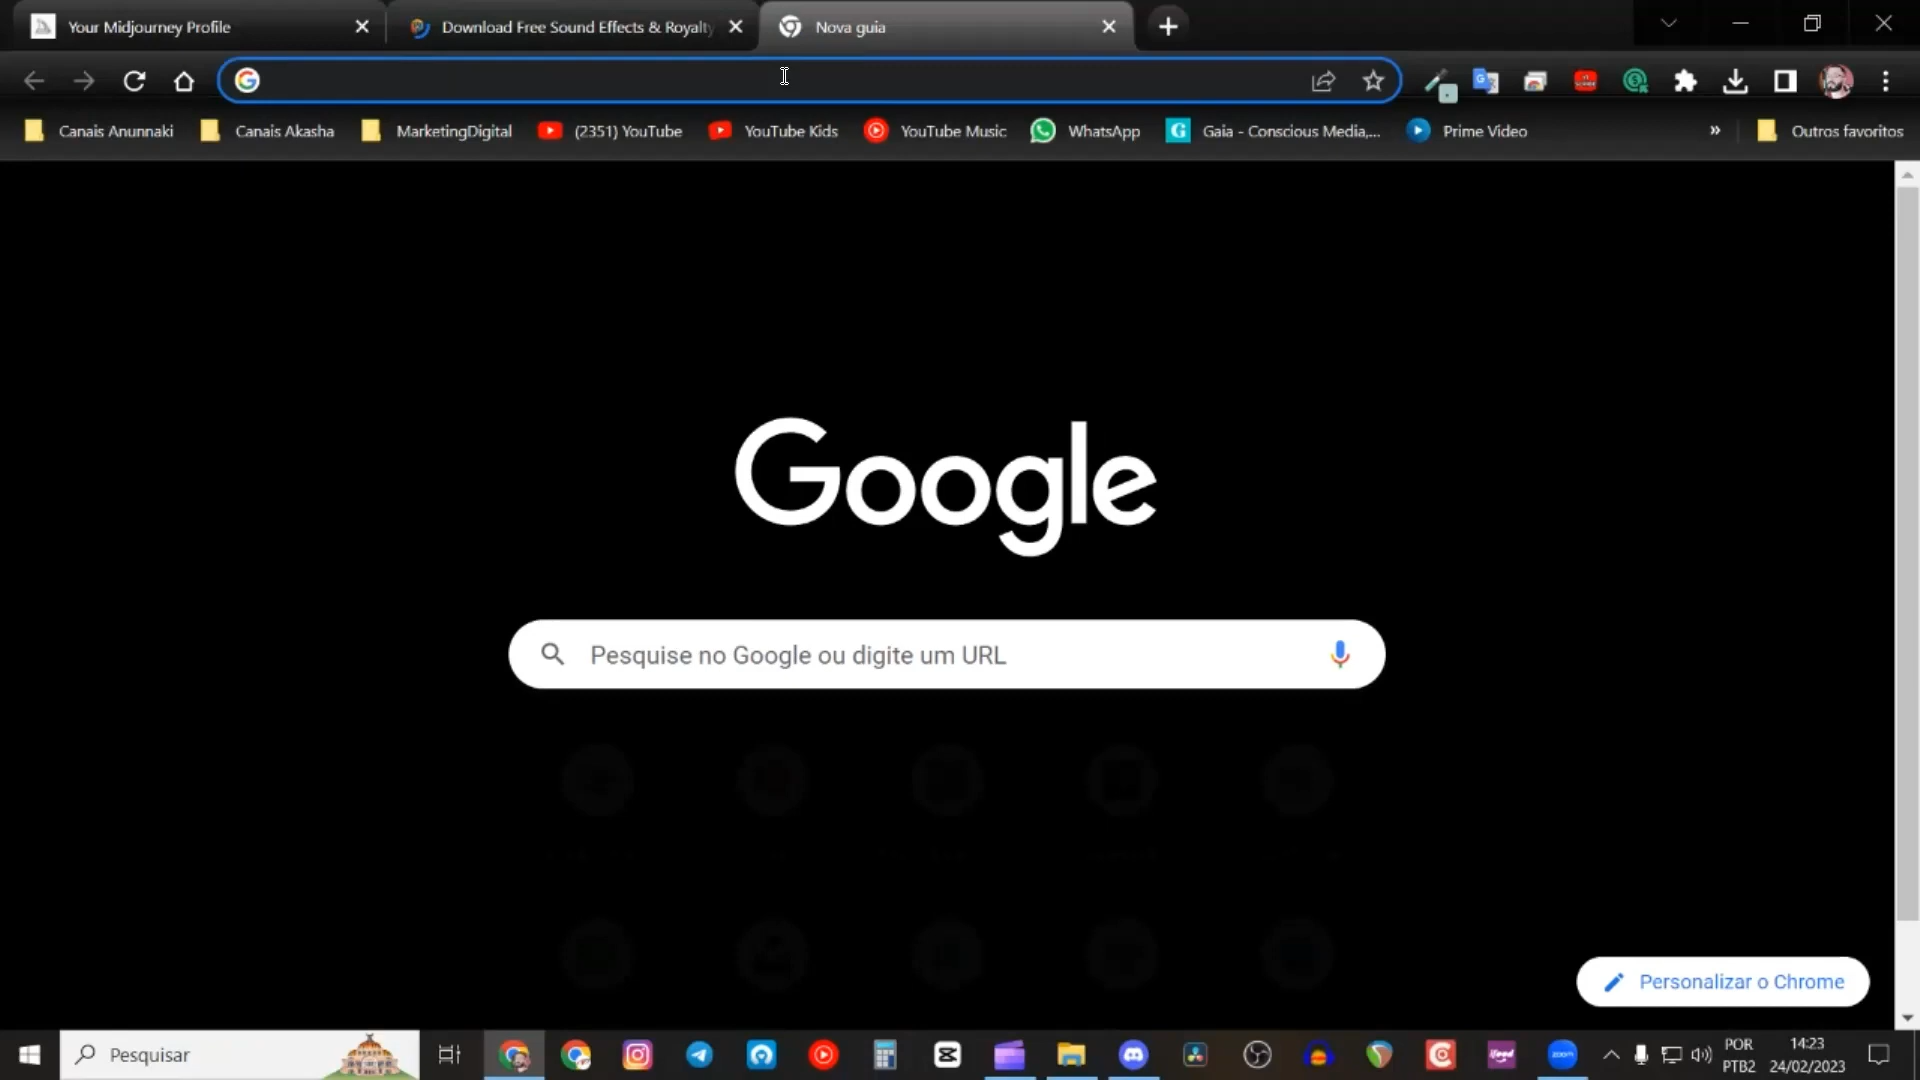 Your Midjourney Profile
Download Free Sound Effects & Royalty
Nova guia
Canais Anunnaki
Canais Akasha
MarketingDigital
(2351) YouTube
YouTube Kids
YouTube Music
WhatsApp
Gaia - Conscious Media,...
Prime Video
»
Outros favoritos
Google
Pesquise no Google ou digite um URL
Personalizar o Chrome
Pesquisar
zoom
POR
PTB2
14:23
24/02/2023